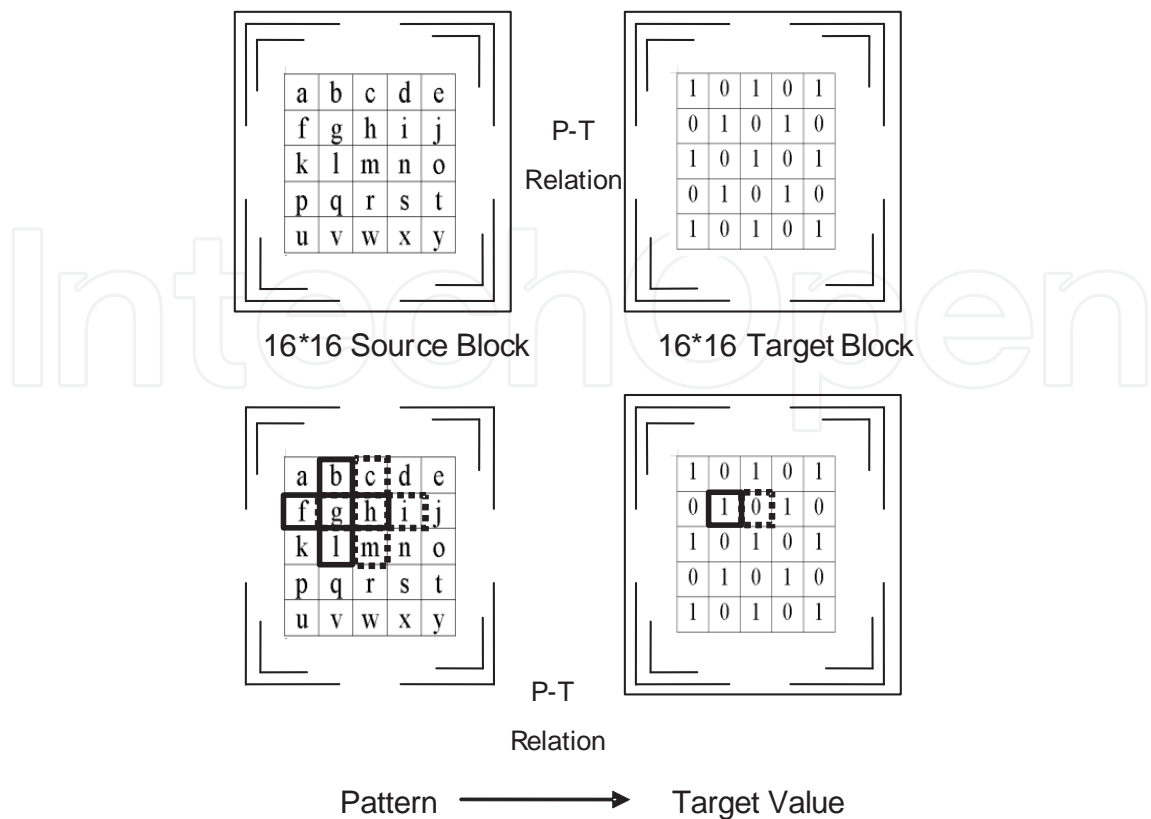 a b c d e
f g h i j
k l m n o
p q r s t
u v w x y
P-T
Relation
1 0 1 0 1
0 1 0 1 0
1 0 1 0 1
0 1 0 1 0
1 0 1 0 1
16*16 Source Block
16*16 Target Block
IntechOpen
a b c d e
f g h i j
k l m n o
p q r s t
u v w x y
1 0 1 0 1
0 1 0 1 0
1 0 1 0 1
0 1 0 1 0
1 0 1 0 1
P-T
Relation
Pattern
Target Value